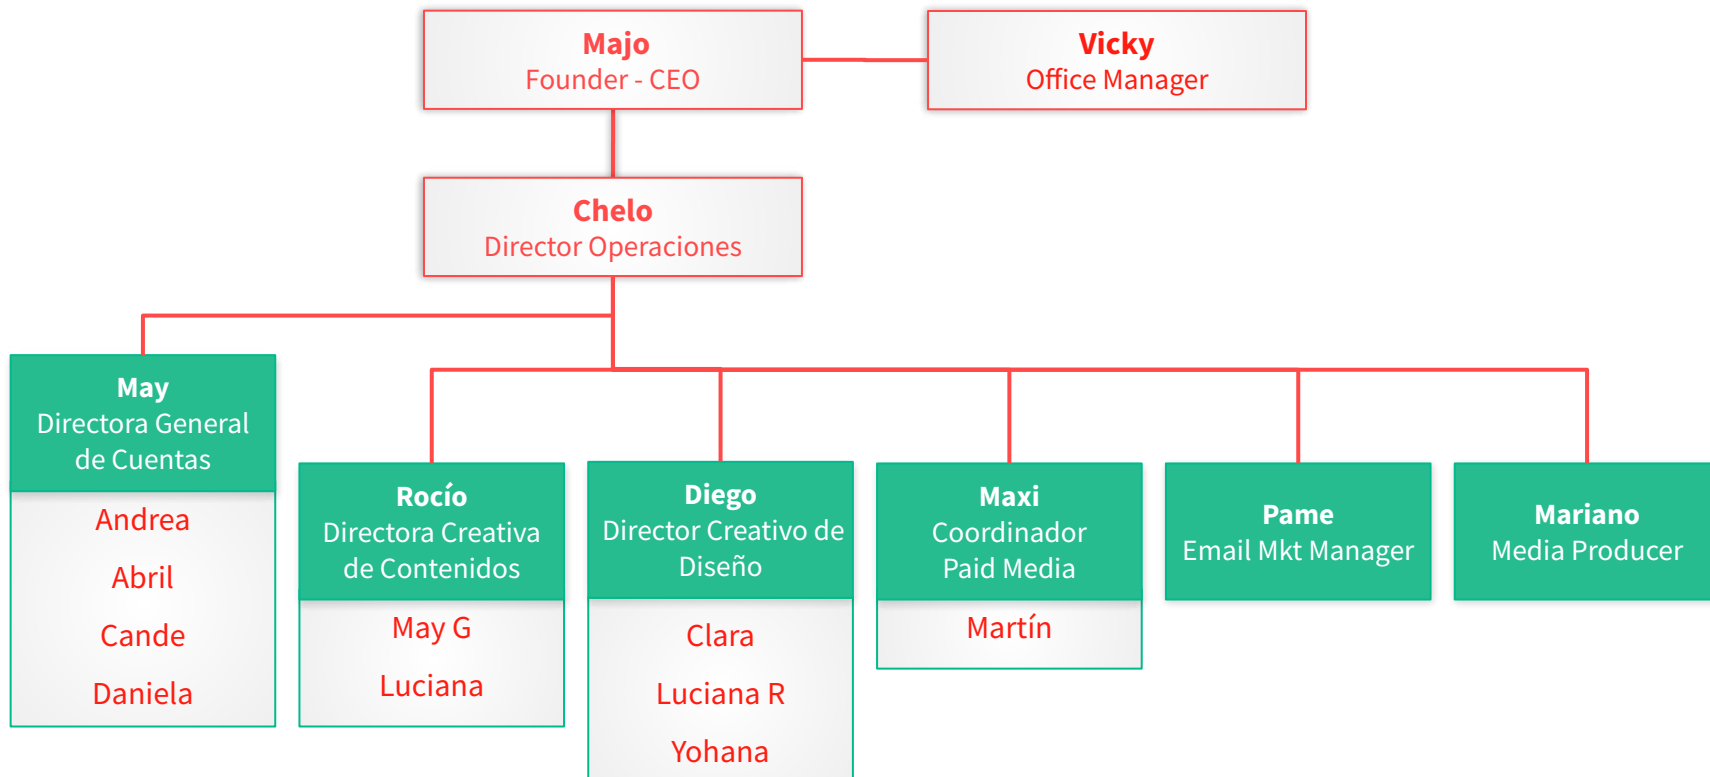 Majo
Founder - CEO
Vicky
Office Manager
Chelo
Director Operaciones
May
Directora General
de Cuentas
Andrea
Abril
Cande
Daniela
Rocío
Directora Creativa
de Contenidos
May G
Luciana
Diego
Director Creativo de
Diseño
Clara
Luciana R
Yohana
Maxi
Coordinador
Paid Media
Martín
Pame
Email Mkt Manager
Mariano
Media Producer